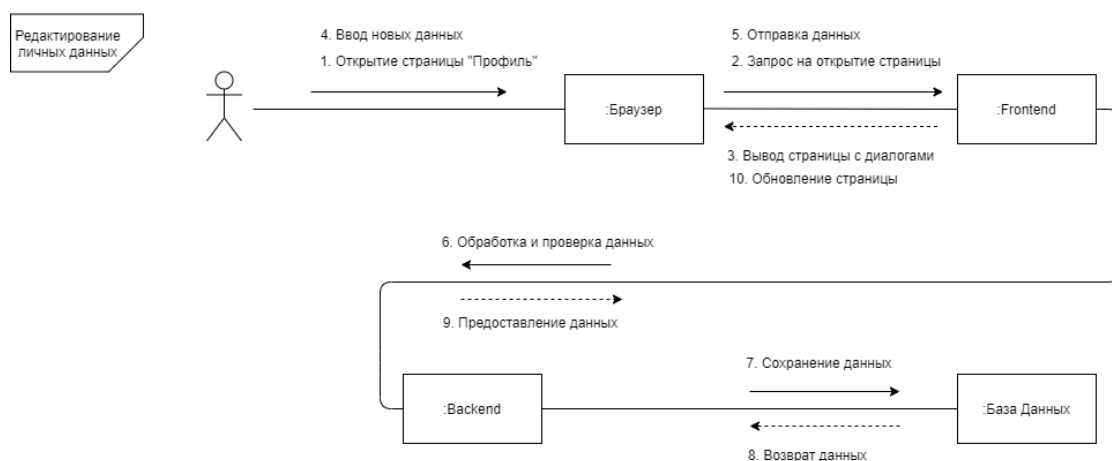 Редактирование
личных данных
4. Ввод новых данных
1. Открытие страницы "Профиль"
5. Отправка данных
2. Запрос на открытие страницы
:Браузер
:Frontend
3. Вывод страницы с диалогами
10. Обновление страницы
6. Обработка и проверка данных
9. Предоставление данных
7. Сохранение данных
:Backend
:База Данных
8. Возврат данных